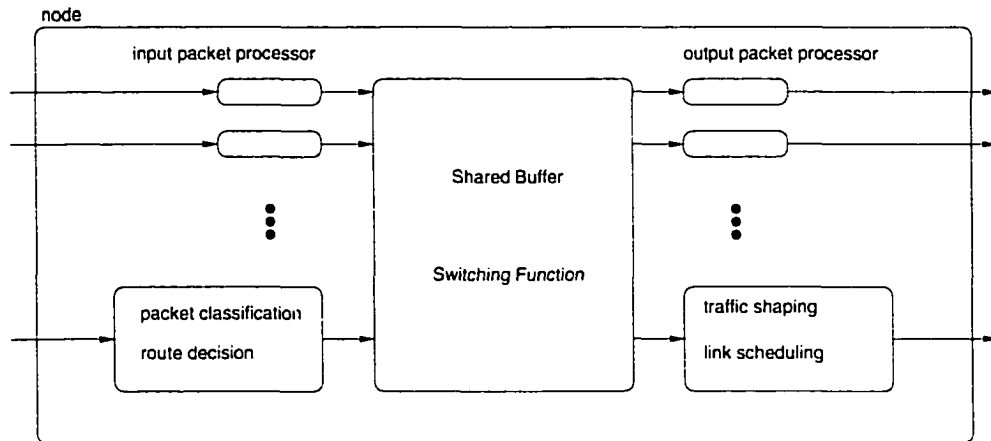 node
input packet processor
output packet processor
Shared Buffer
Switching Function
packet classification
route decision
traffic shaping
link scheduling